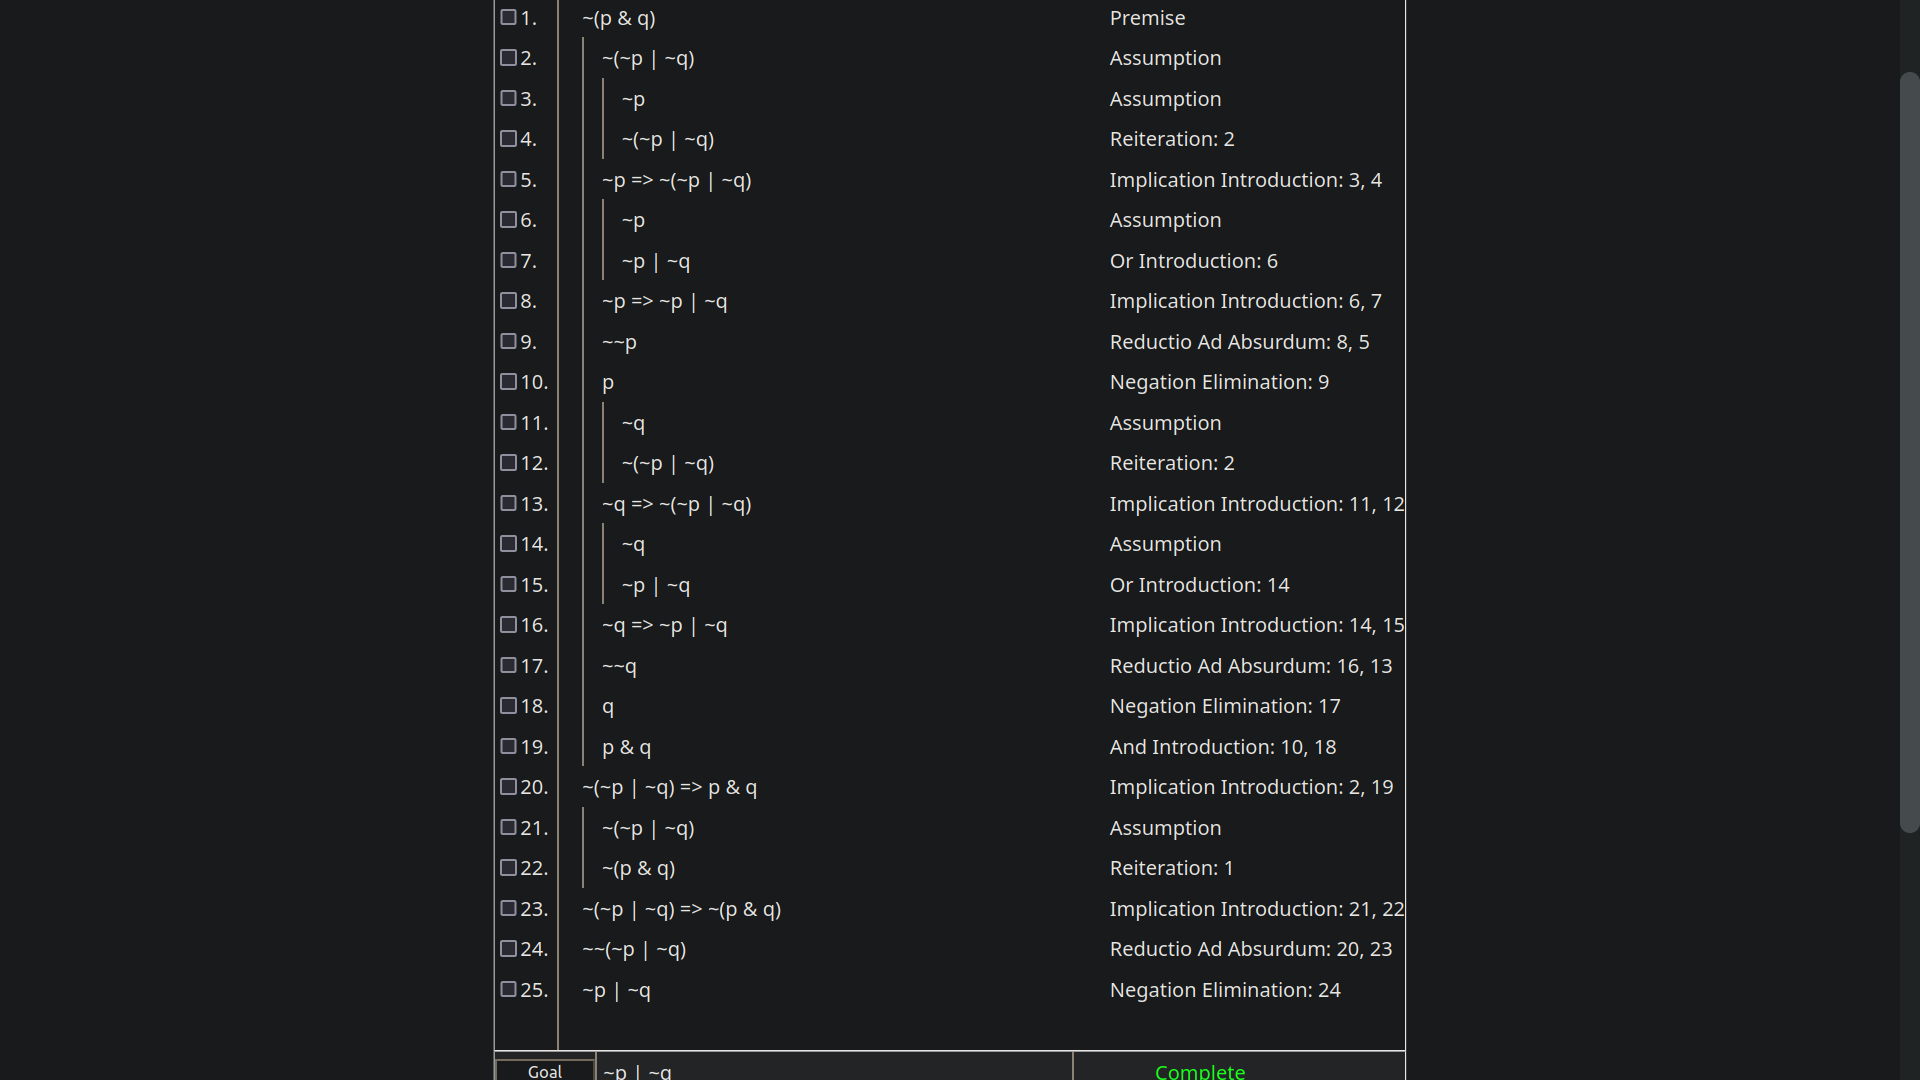 1. ~(p & q) Premise
2. ~(~p | ~q) Assumption
3. ~p Assumption
4. ~(~p | ~q) Reiteration: 2
5. ~p => ~(~p | ~q) Implication Introduction: 3, 4
6. ~p Assumption
7. ~p | ~q Or Introduction: 6
8. ~p => ~p | ~q Implication Introduction: 6, 7
9. ~~p Reductio Ad Absurdum: 8, 5
10. p Negation Elimination: 9
11. ~q Assumption
12. ~(~p | ~q) Reiteration: 2
13. ~q => ~(~p | ~q) Implication Introduction: 11, 12
14. ~q Assumption
15. ~p | ~q Or Introduction: 14
16. ~q => ~p | ~q Implication Introduction: 14, 15
17. ~~q Reductio Ad Absurdum: 16, 13
18. q Negation Elimination: 17
19. p & q And Introduction: 10, 18
20. ~(~p | ~q) => p & q Implication Introduction: 2, 19
21. ~(~p | ~q) Assumption
22. ~(p & q) Reiteration: 1
23. ~(~p | ~q) => ~(p & q) Implication Introduction: 21, 22
24. ~~(~p | ~q) Reductio Ad Absurdum: 20, 23
25. ~p | ~q Negation Elimination: 24
Goal ~p | ~q Complete